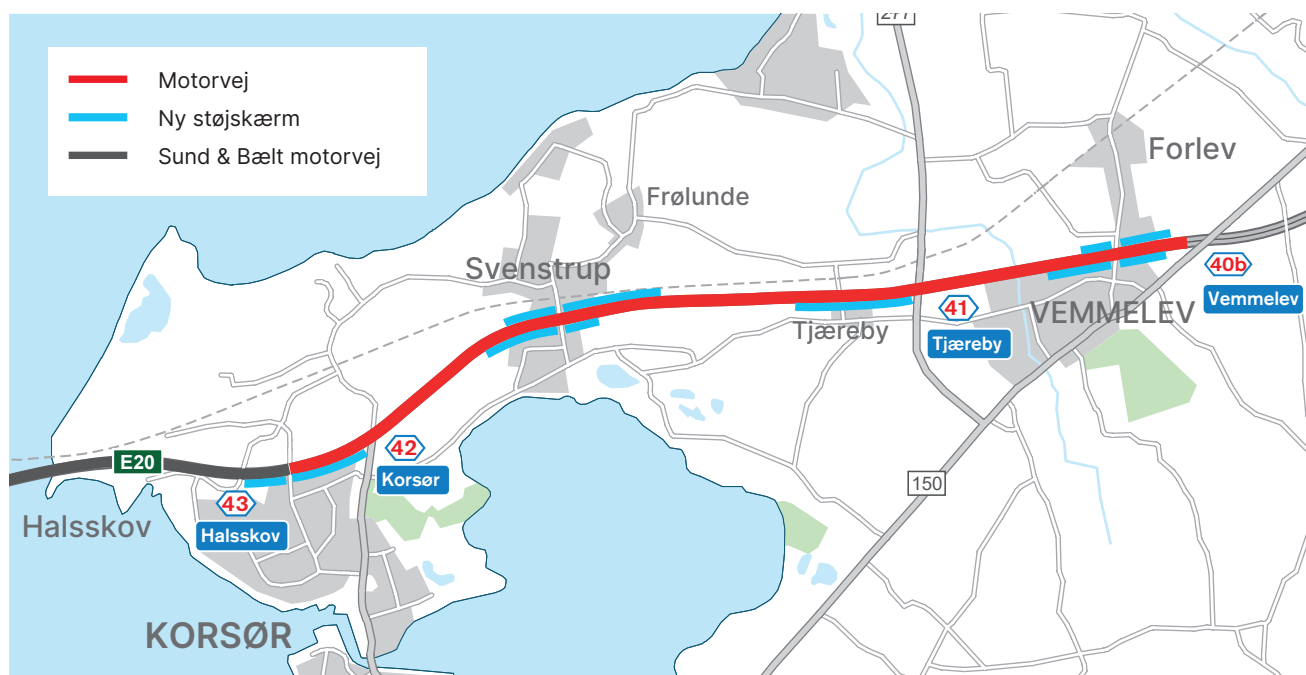 Motorvej
Ny støjskærm
Sund & Bælt motorvej
Forlev
Frølunde
Svenstrup
40b
Vemmelev
41
Tjæreby
VEMMELEV
Tjæreby
42
Korsør
E20
150
43
Halsskov
Halsskov
KORSØR